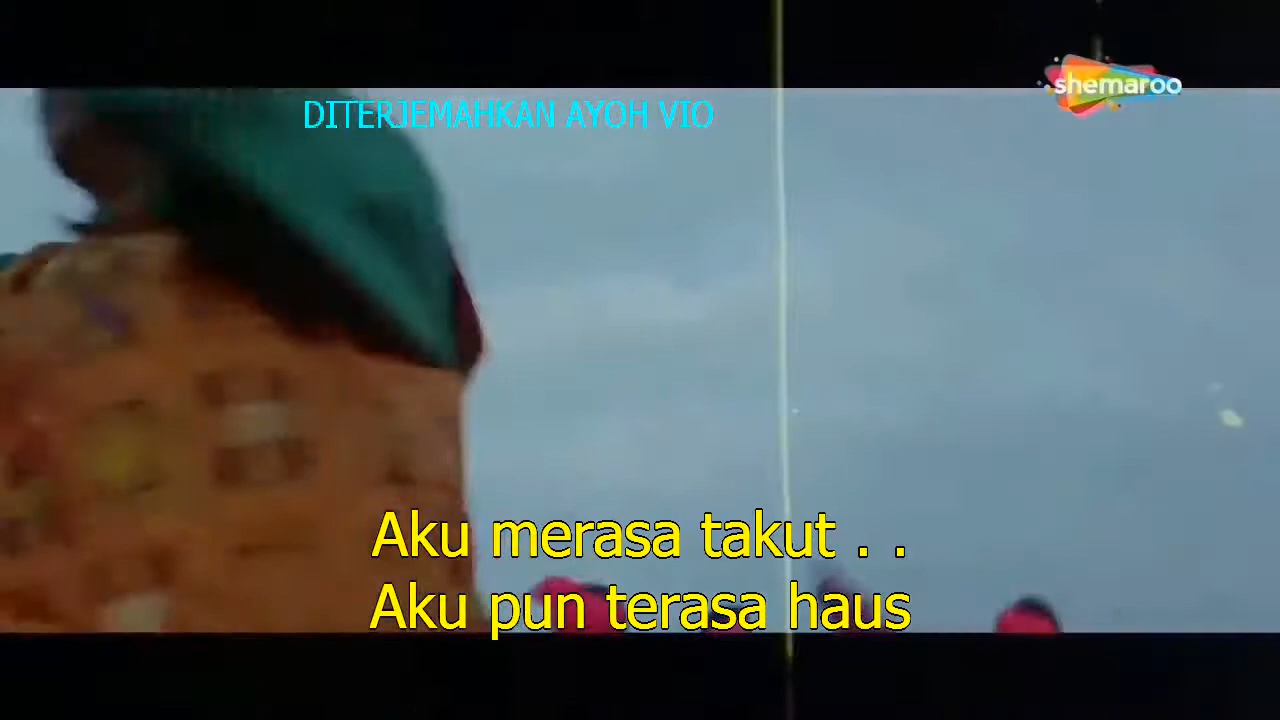 shemaroo
DITERJEMAHKAN AYOH VIO
Aku merasa takut . .
Aku pun terasa haus